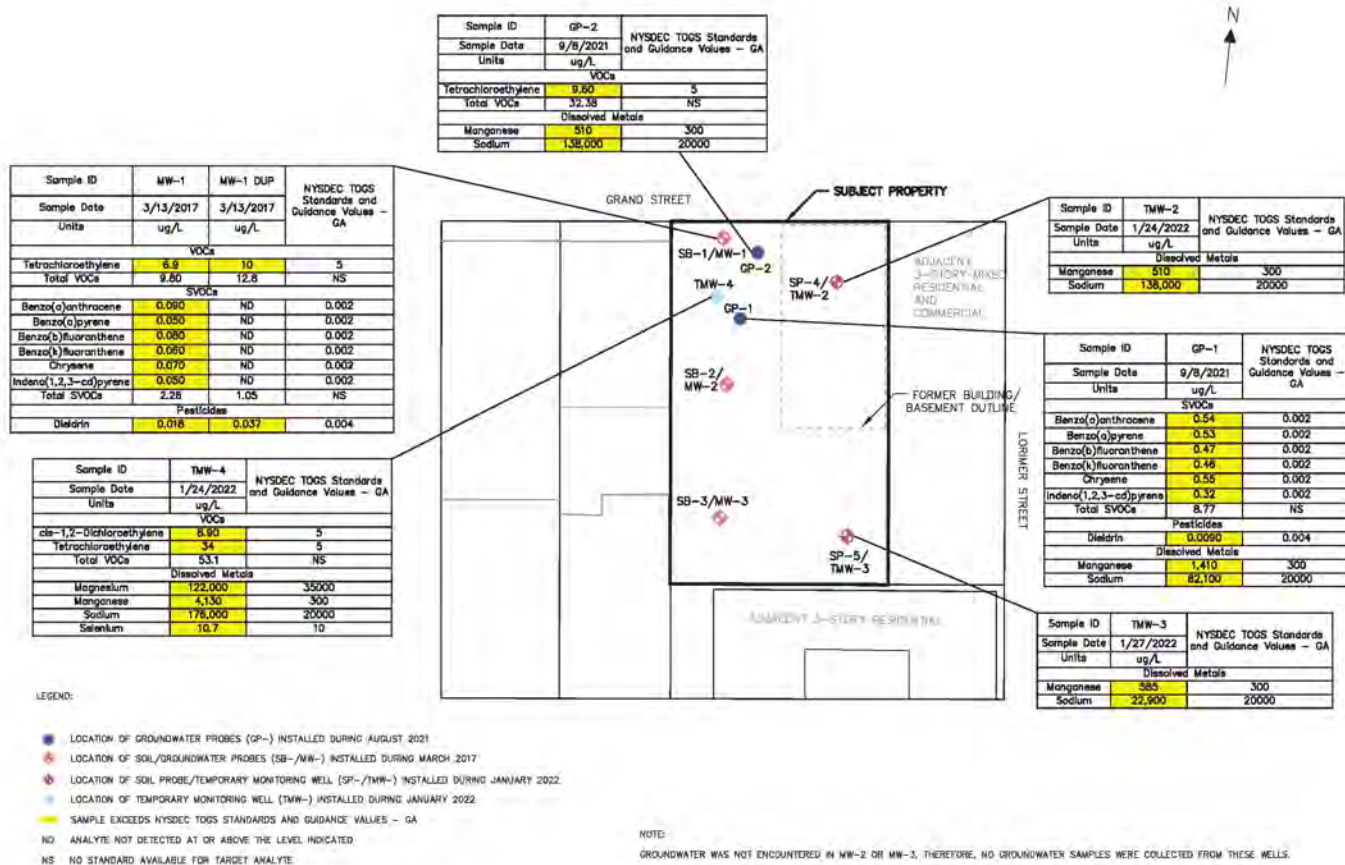 N
Sample ID GP-2 NYSDEC TOGS Standards and Guidance Values - GA
Sample Date 9/8/2021
Units ug/L
VOCs
Tetrachloroethylene 9.60 5
Total VOCs 32.38 NS
Dissolved Metals
Manganese 510 300
Sodium 138,000 20000
Sample ID MW-1 MW-1 DUP NYSDEC TOGS Standards and Guidance Values - GA
Sample Date 3/13/2017 3/13/2017
Units ug/L ug/L
VOCs
Tetrachloroethylene 6.9 10 5
Total VOCs 9.80 12.8 NS
SVOCs
Benzo(a)anthracene 0.090 ND 0.002
Benzo(a)pyrene 0.050 ND 0.002
Benzo(b)fluoranthene 0.080 ND 0.002
Benzo(k)fluoranthene 0.060 ND 0.002
Chrysene 0.070 ND 0.002
Indeno(1,2,3-cd)pyrene 0.050 ND 0.002
Total SVOCs 2.26 1.05 NS
Pesticides
Dieldrin 0.018 0.037 0.004
Sample ID TMW-4 NYSDEC TOGS Standards and Guidance Values - GA
Sample Date 1/24/2022
Units ug/L
VOCs
cis-1,2-Dichloroethylene 8.90 5
Tetrachloroethylene 34 5
Total VOCs 53.1 NS
Dissolved Metals
Magnesium 122,000 35000
Manganese 4,130 300
Sodium 176,000 20000
Selenium 10.7 10
GRAND STREET
SUBJECT PROPERTY
SB-1/MW-1
GP-2
TMW-4
GP-1
SP-4/
TMW-2
SB-2/
MW-2
SB-3/MW-3
SP-5/
TMW-3
ADJACENT
3-STORY-MIXED
RESIDENTIAL
AND
COMMERCIAL
FORMER BUILDING/
BASEMENT OUTLINE
LORIMER STREET
ADJACENT 3-STORY RESIDENTIAL
Sample ID TMW-2 NYSDEC TOGS Standards and Guidance Values - GA
Sample Date 1/24/2022
Units ug/L
Dissolved Metals
Manganese 510 300
Sodium 138,000 20000
Sample ID GP-1 NYSDEC TOGS Standards and Guidance Values - GA
Sample Date 9/8/2021
Units ug/L
SVOCs
Benzo(a)anthracene 0.54 0.002
Benzo(a)pyrene 0.53 0.002
Benzo(b)fluoranthene 0.47 0.002
Benzo(k)fluoranthene 0.46 0.002
Chrysene 0.55 0.002
Indeno(1,2,3-cd)pyrene 0.32 0.002
Total SVOCs 8.77 NS
Pesticides
Dieldrin 0.0090 0.004
Dissolved Metals
Manganese 1,410 300
Sodium 82,100 20000
Sample ID TMW-3 NYSDEC TOGS Standards and Guidance Values - GA
Sample Date 1/27/2022
Units ug/L
Dissolved Metals
Manganese 585 300
Sodium 22,900 20000
LEGEND:
LOCATION OF GROUNDWATER PROBES (GP-) INSTALLED DURING AUGUST 2021
LOCATION OF SOIL/GROUNDWATER PROBES (SB-/MW-) INSTALLED DURING MARCH 2017
LOCATION OF SOIL PROBE/TEMPORARY MONITORING WELL (SP-/TMW-) INSTALLED DURING JANUARY 2022
LOCATION OF TEMPORARY MONITORING WELL (TMW-) INSTALLED DURING JANUARY 2022
SAMPLE EXCEEDS NYSDEC TOGS STANDARDS AND GUIDANCE VALUES - GA
ND ANALYTE NOT DETECTED AT OR ABOVE THE LEVEL INDICATED
NS NO STANDARD AVAILABLE FOR TARGET ANALYTE
NOTE:
GROUNDWATER WAS NOT ENCOUNTERED IN MW-2 OR MW-3, THEREFORE, NO GROUNDWATER SAMPLES WERE COLLECTED FROM THESE WELLS.